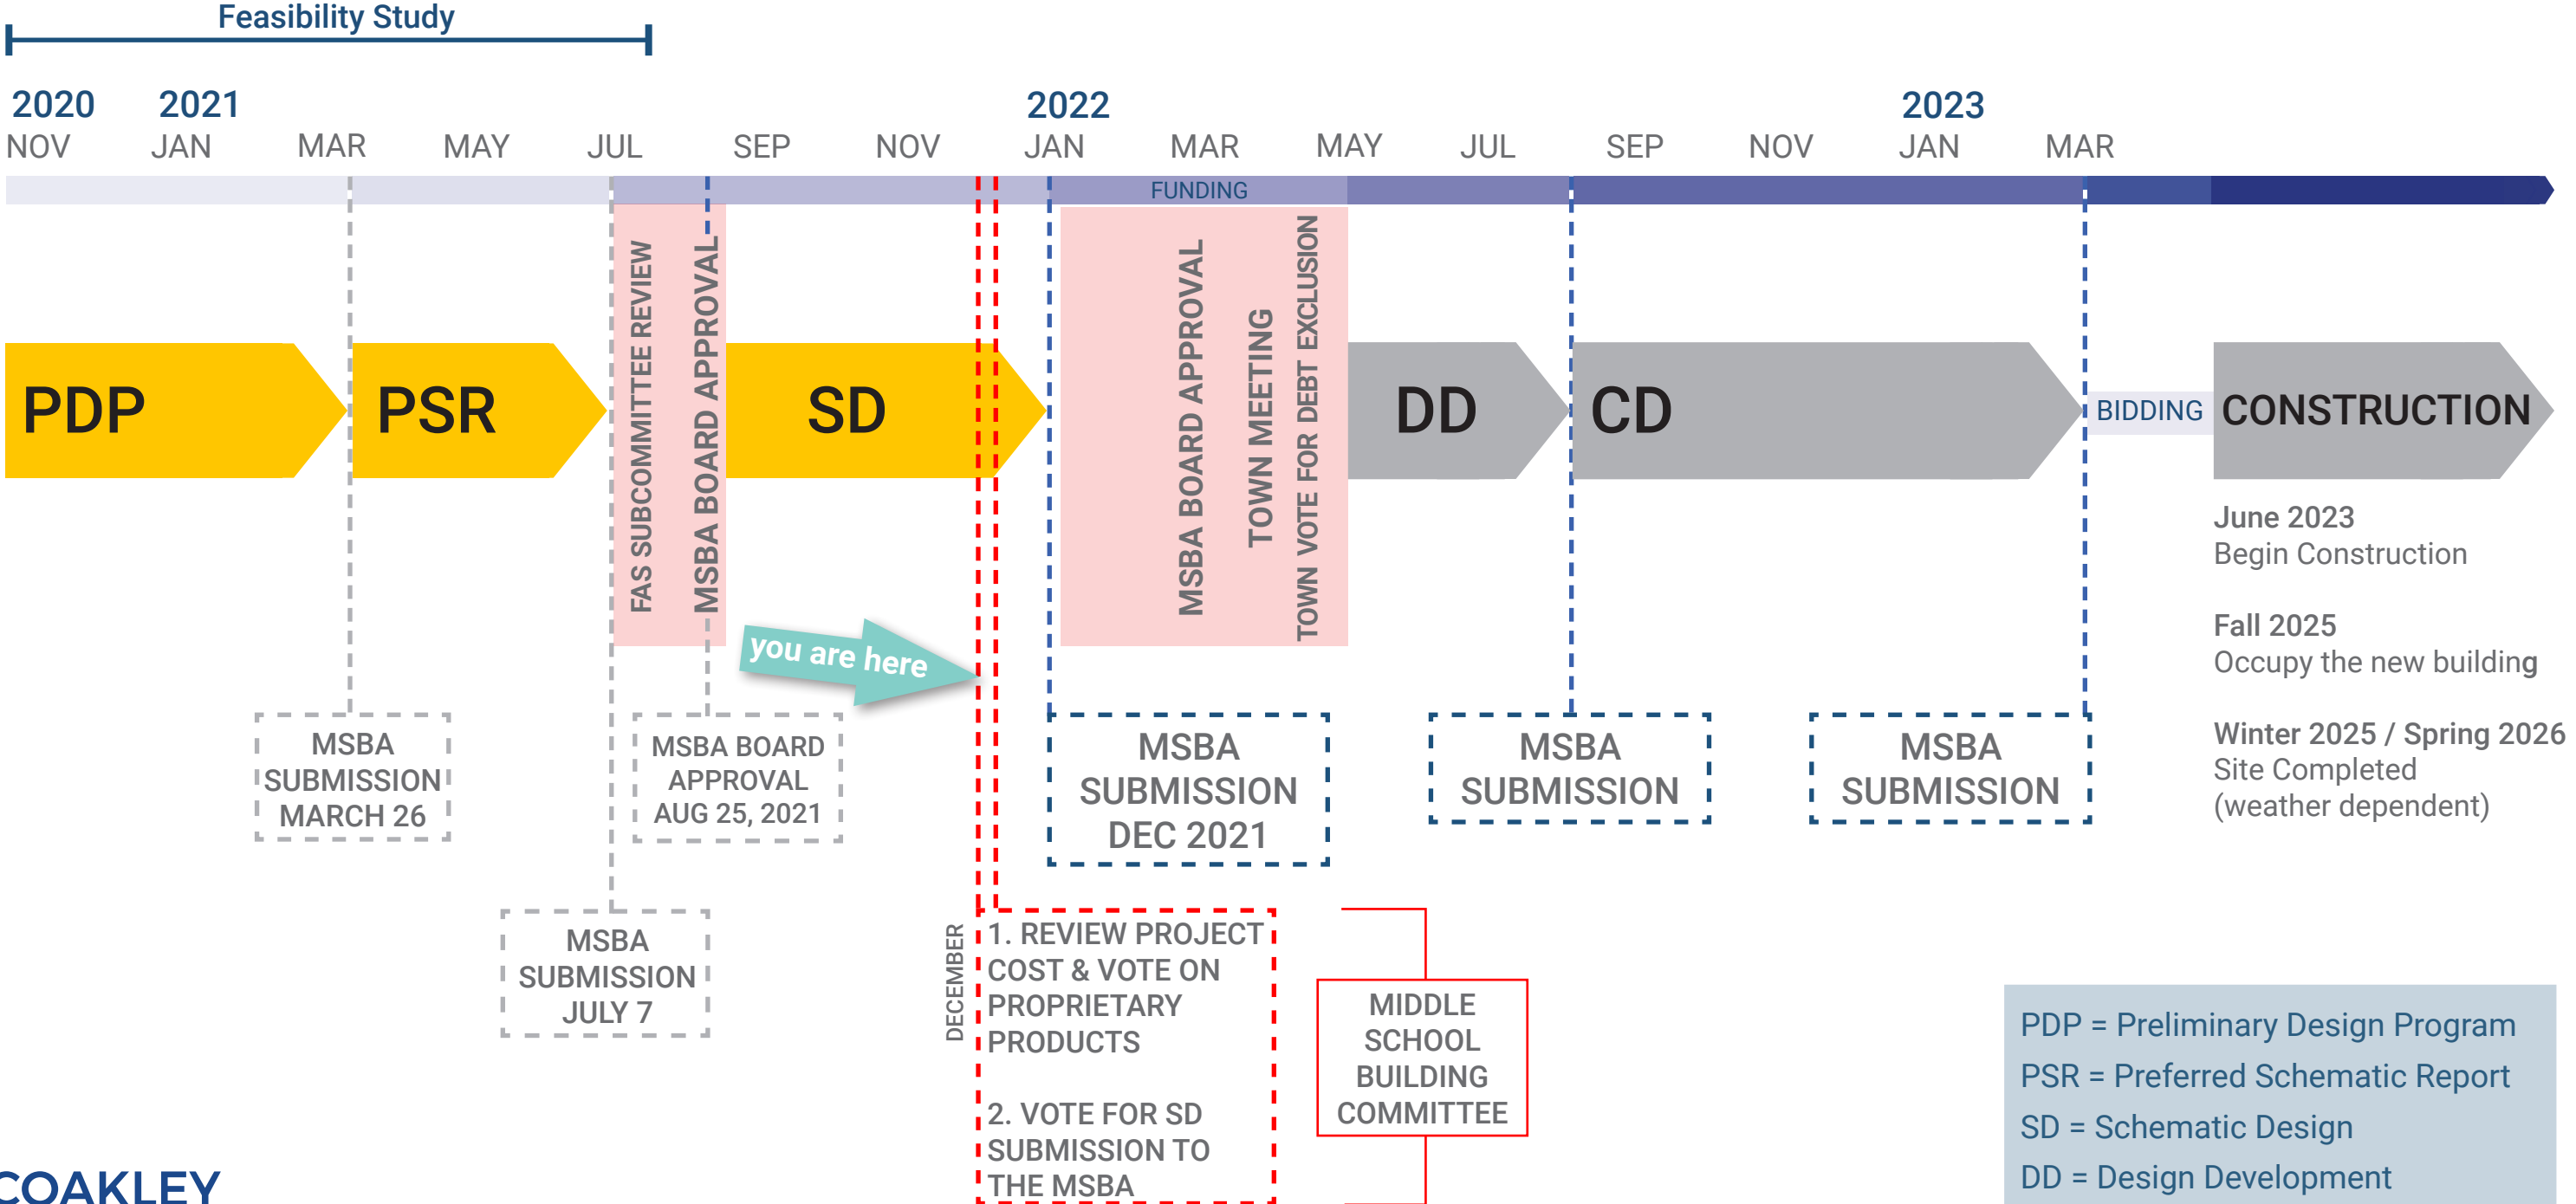 Feasibility Study
2020 2021 2022 2023
NOV JAN MAR MAY JUL SEP NOV JAN MAR MAY JUL SEP NOV JAN MAR
FUNDING
FAS SUBCOMMITTEE REVIEW
MSBA BOARD APPROVAL
MSBA BOARD APPROVAL
TOWN MEETING
TOWN VOTE FOR DEBT EXCLUSION
PDP
PSR
SD
DD
CD
BIDDING
CONSTRUCTION
June 2023
Begin Construction
Fall 2025
Occupy the new building
Winter 2025 / Spring 2026
Site Completed
(weather dependent)
you are here
MSBA
SUBMISSION
MARCH 26
MSBA BOARD
APPROVAL
AUG 25, 2021
MSBA
SUBMISSION
DEC 2021
MSBA
SUBMISSION
MSBA
SUBMISSION
MSBA
SUBMISSION
JULY 7
DECEMBER
1. REVIEW PROJECT
COST & VOTE ON
PROPRIETARY
PRODUCTS
2. VOTE FOR SD
SUBMISSION TO
THE MSBA
MIDDLE
SCHOOL
BUILDING
COMMITTEE
PDP = Preliminary Design Program
PSR = Preferred Schematic Report
SD = Schematic Design
DD = Design Development
COAKLEY